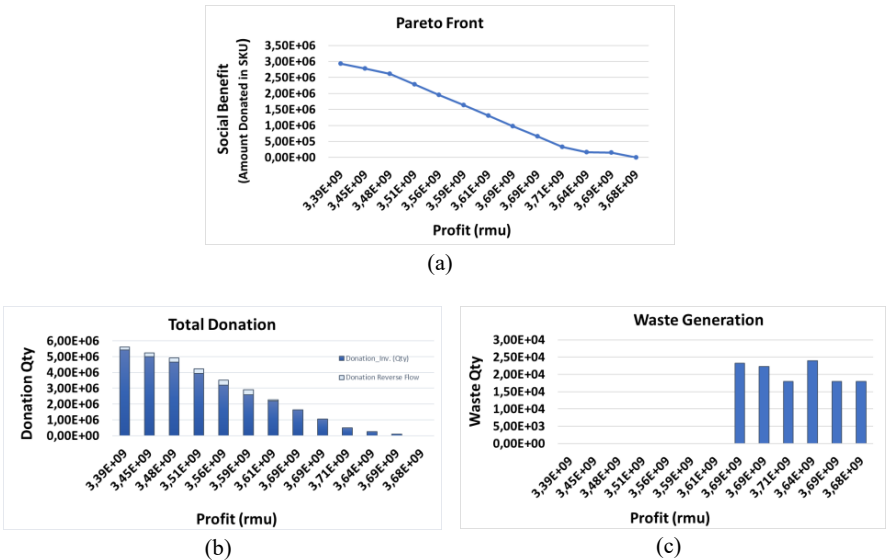 Pareto Front
Social Benefit
(Amount Donated in SKU)
3,50E+06
3,00E+06
2,50E+06
2,00E+06
1,50E+06
1,00E+06
5,00E+05
0,00E+00
3,39E+09
3,45E+09
3,48E+09
3,51E+09
3,56E+09
3,59E+09
3,61E+09
3,69E+09
3,69E+09
3,71E+09
3,64E+09
3,69E+09
3,68E+09
Profit (rmu)
(a)
Total Donation
Donation Qty
6,00E+06
5,00E+06
4,00E+06
3,00E+06
2,00E+06
1,00E+06
0,00E+00
Donation_Inv. (Qty)
Donation Reverse Flow
3,39E+09
3,45E+09
3,48E+09
3,51E+09
3,56E+09
3,59E+09
3,61E+09
3,69E+09
3,69E+09
3,71E+09
3,64E+09
3,69E+09
3,68E+09
Profit (rmu)
(b)
Waste Generation
Waste Qty
3,00E+04
2,50E+04
2,00E+04
1,50E+04
1,00E+04
5,00E+03
0,00E+00
3,39E+09
3,45E+09
3,48E+09
3,51E+09
3,56E+09
3,59E+09
3,61E+09
3,69E+09
3,69E+09
3,71E+09
3,64E+09
3,69E+09
3,68E+09
Profit (rmu)
(c)